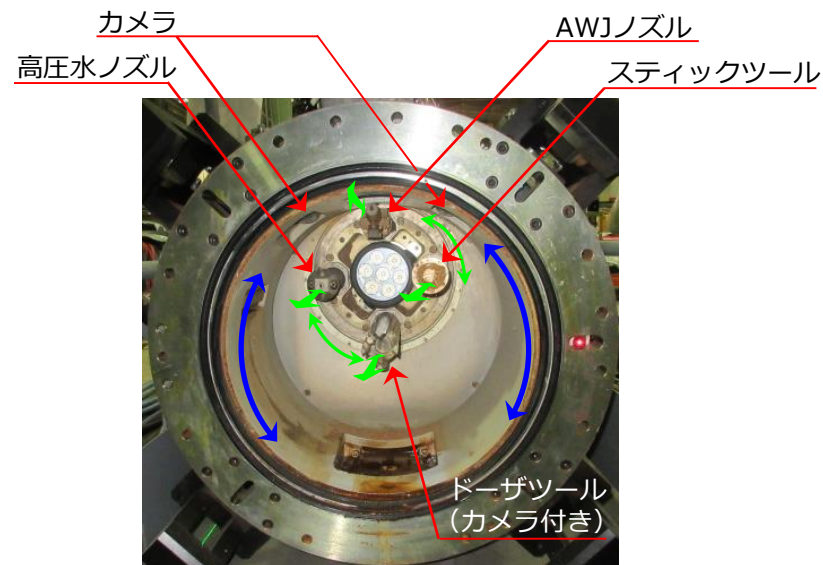 カメラ
AWJノズル
高圧水ノズル
スティックツール
ドーザツール
（カメラ付き）